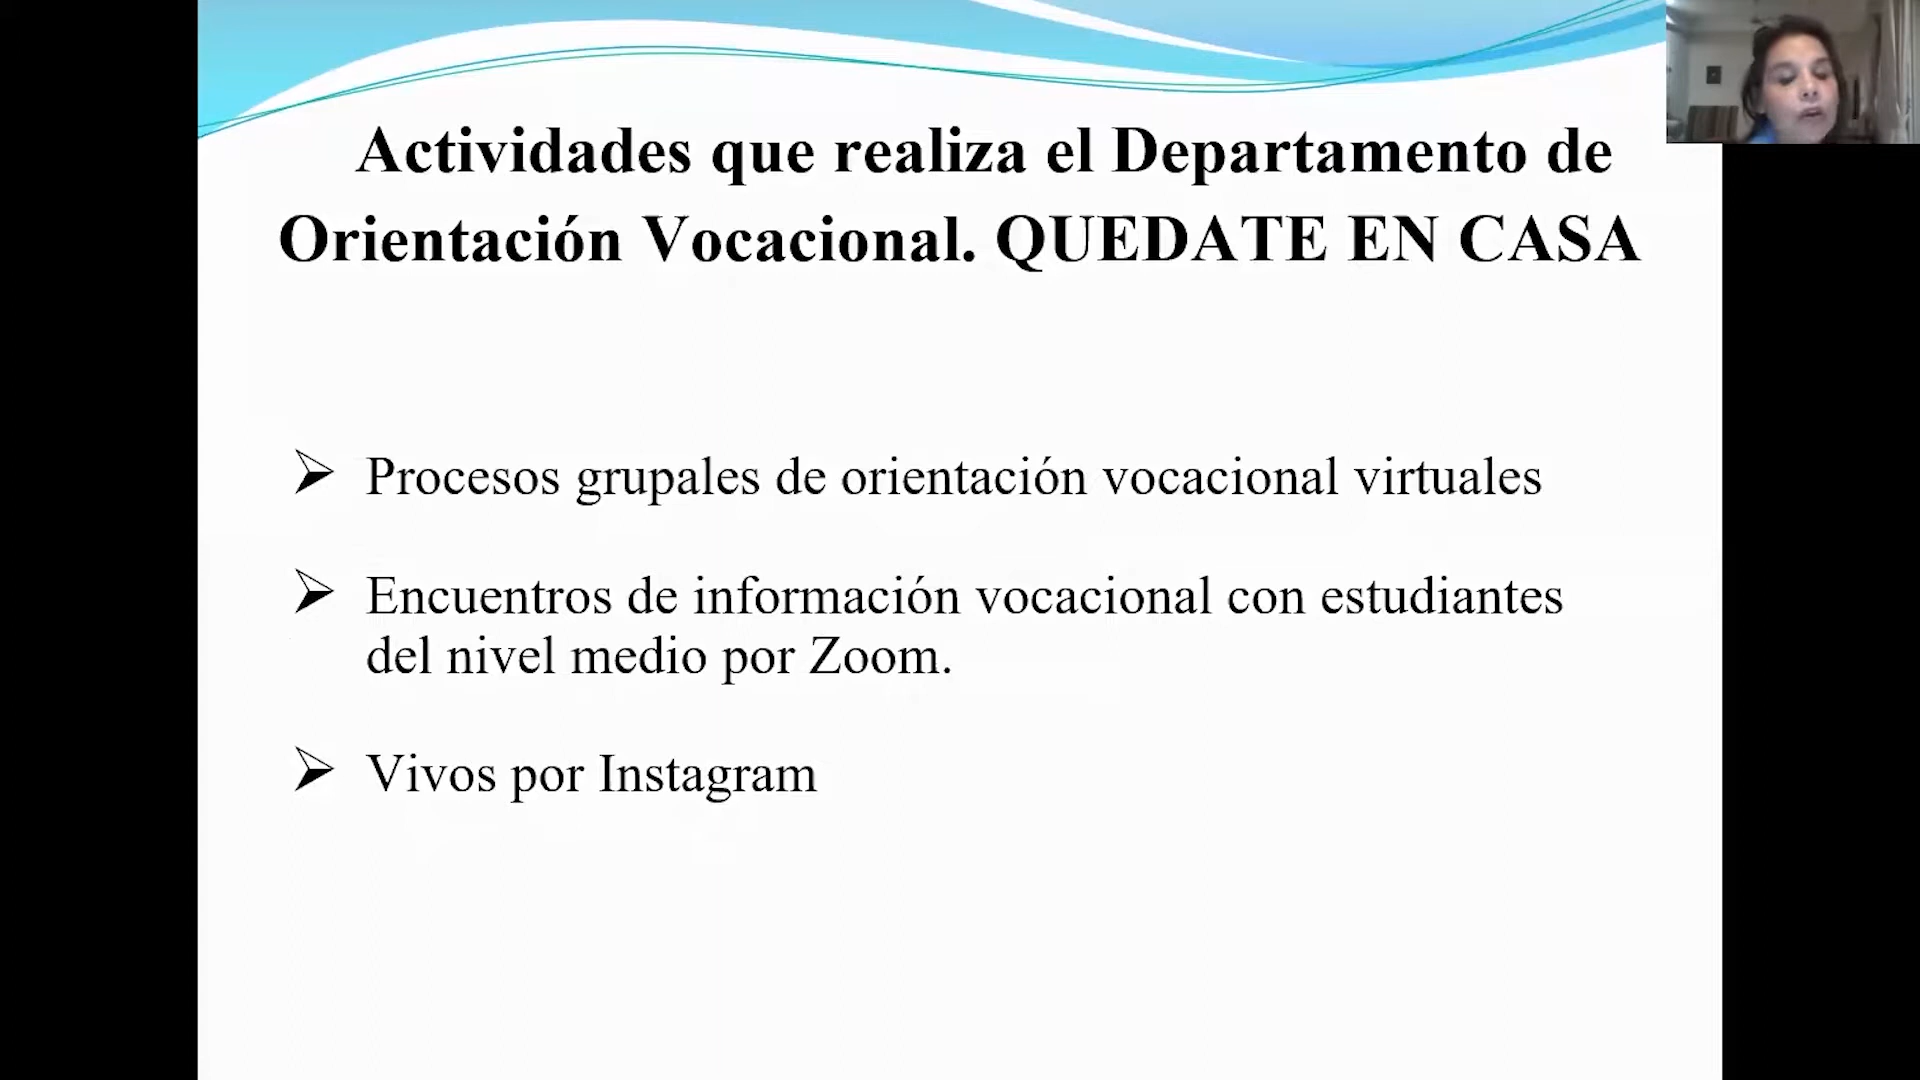 Actividades que realiza el Departamento de
Orientación Vocacional. QUEDATE EN CASA
Procesos grupales de orientación vocacional virtuales
Encuentros de información vocacional con estudiantes
del nivel medio por Zoom.
Vivos por Instagram